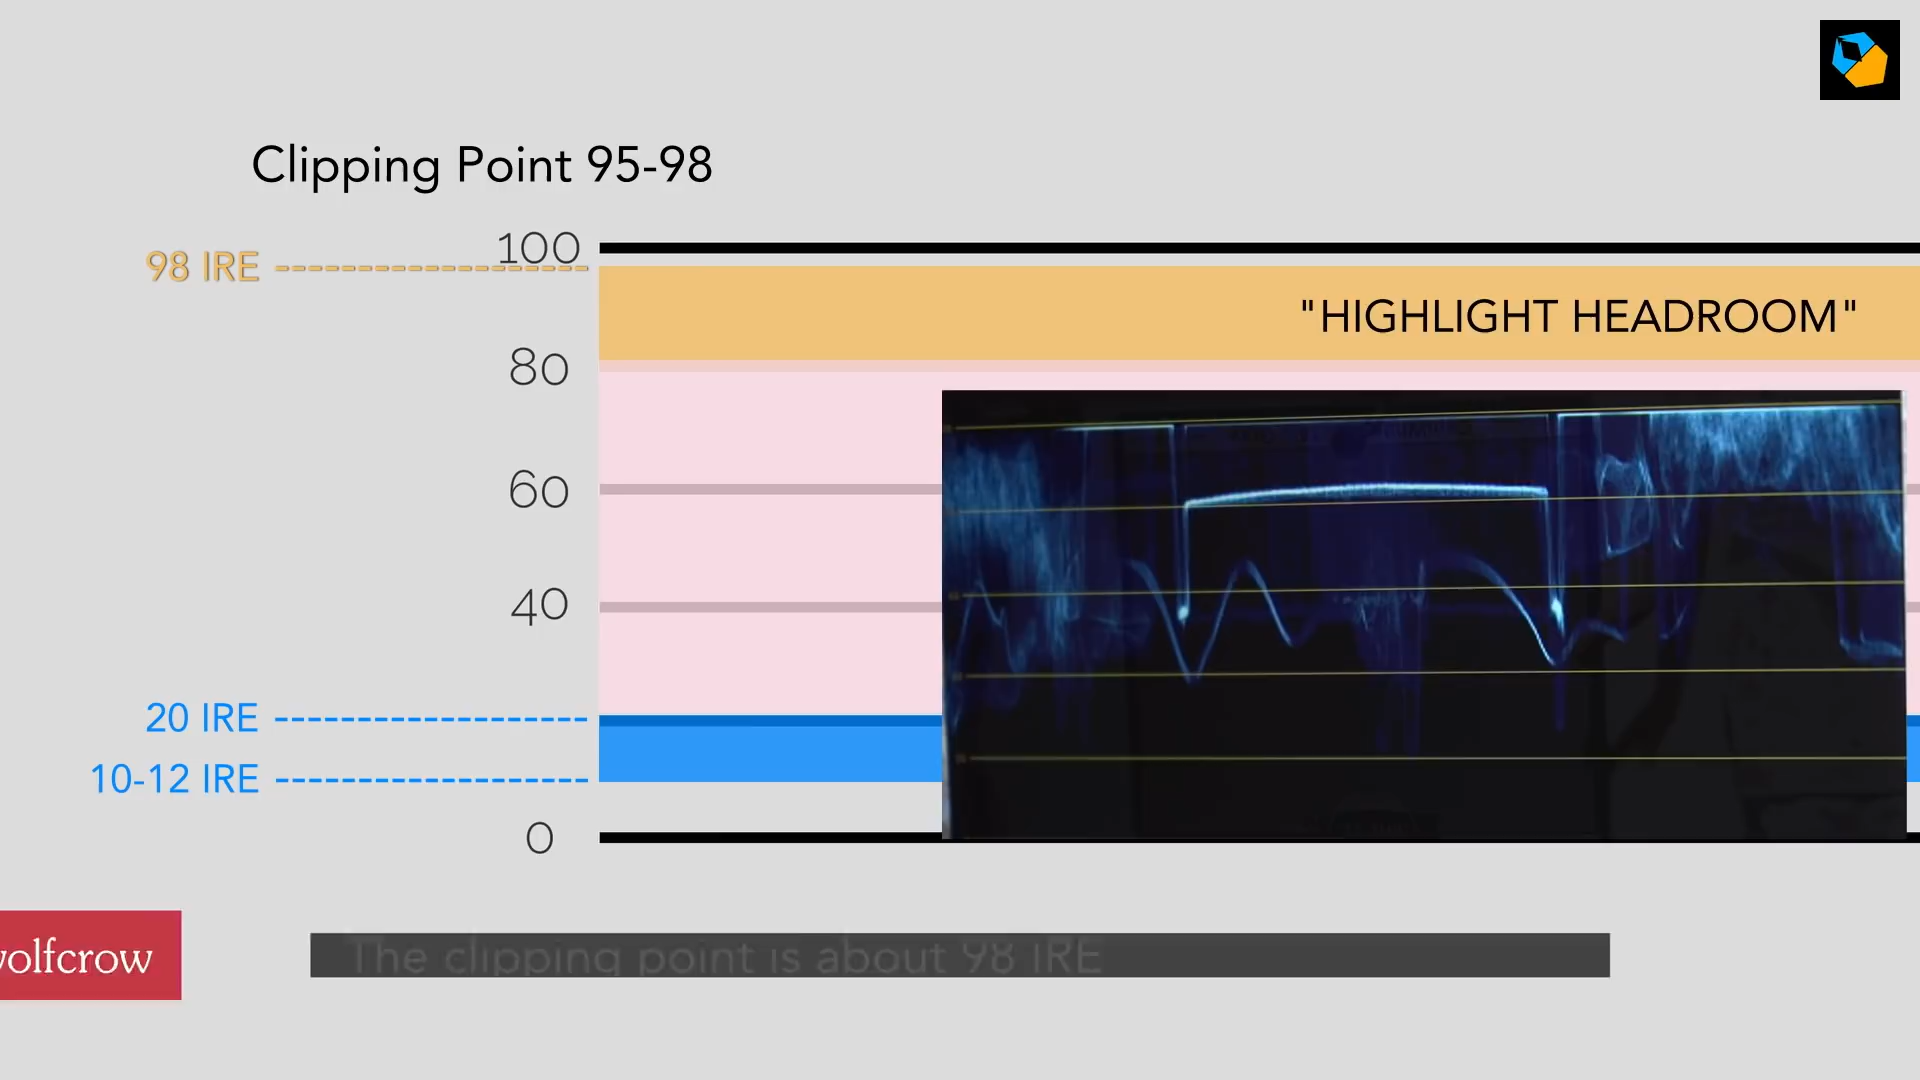 Clipping Point 95-98
100
98 IRE
"HIGHLIGHT HEADROOM"
80
60
40
20 IRE
10-12 IRE
0
olfcrow
The clipping point is about 98 IRE